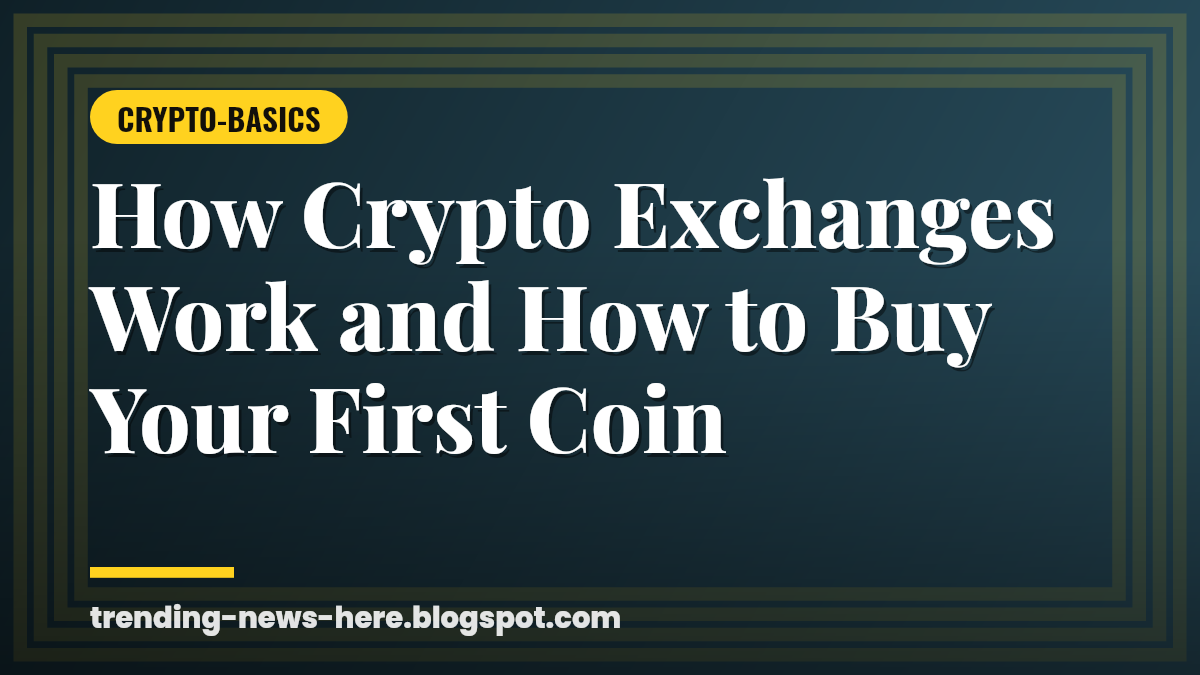 CRYPTO-BASICS
How Crypto Exchanges
Work and How to Buy
Your First Coin
trending-news-here.blogspot.com